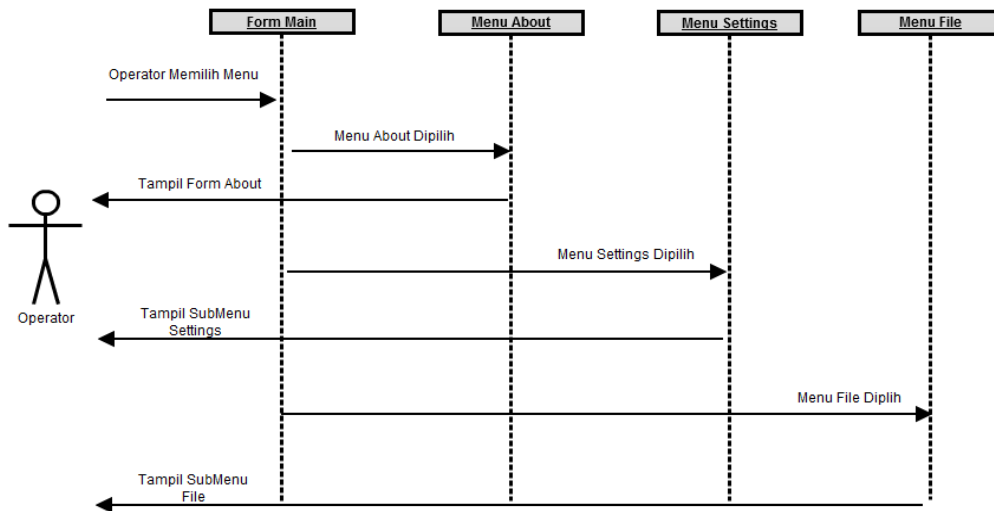 Form Main
Menu About
Menu Settings
Menu File
Operator Memilih Menu
Menu About Dipilih
Tampil Form About
Menu Settings Dipilih
Operator
Tampil SubMenu
Settings
Menu File Diplih
Tampil SubMenu
File